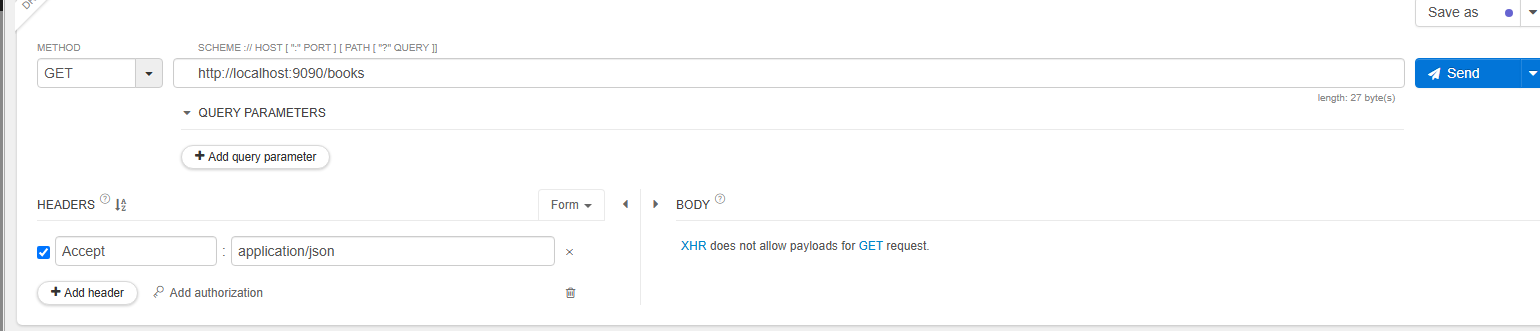 DR
Save as
METHOD
SCHEME :// HOST [ ":" PORT ] [ PATH [ "?" QUERY ]]
GET
http://localhost:9090/books
Send
length: 27 byte(s)
QUERY PARAMETERS
+ Add query parameter
HEADERS ? AZ
Form
BODY ?
Accept : application/json ×
XHR does not allow payloads for GET request.
+ Add header
Add authorization